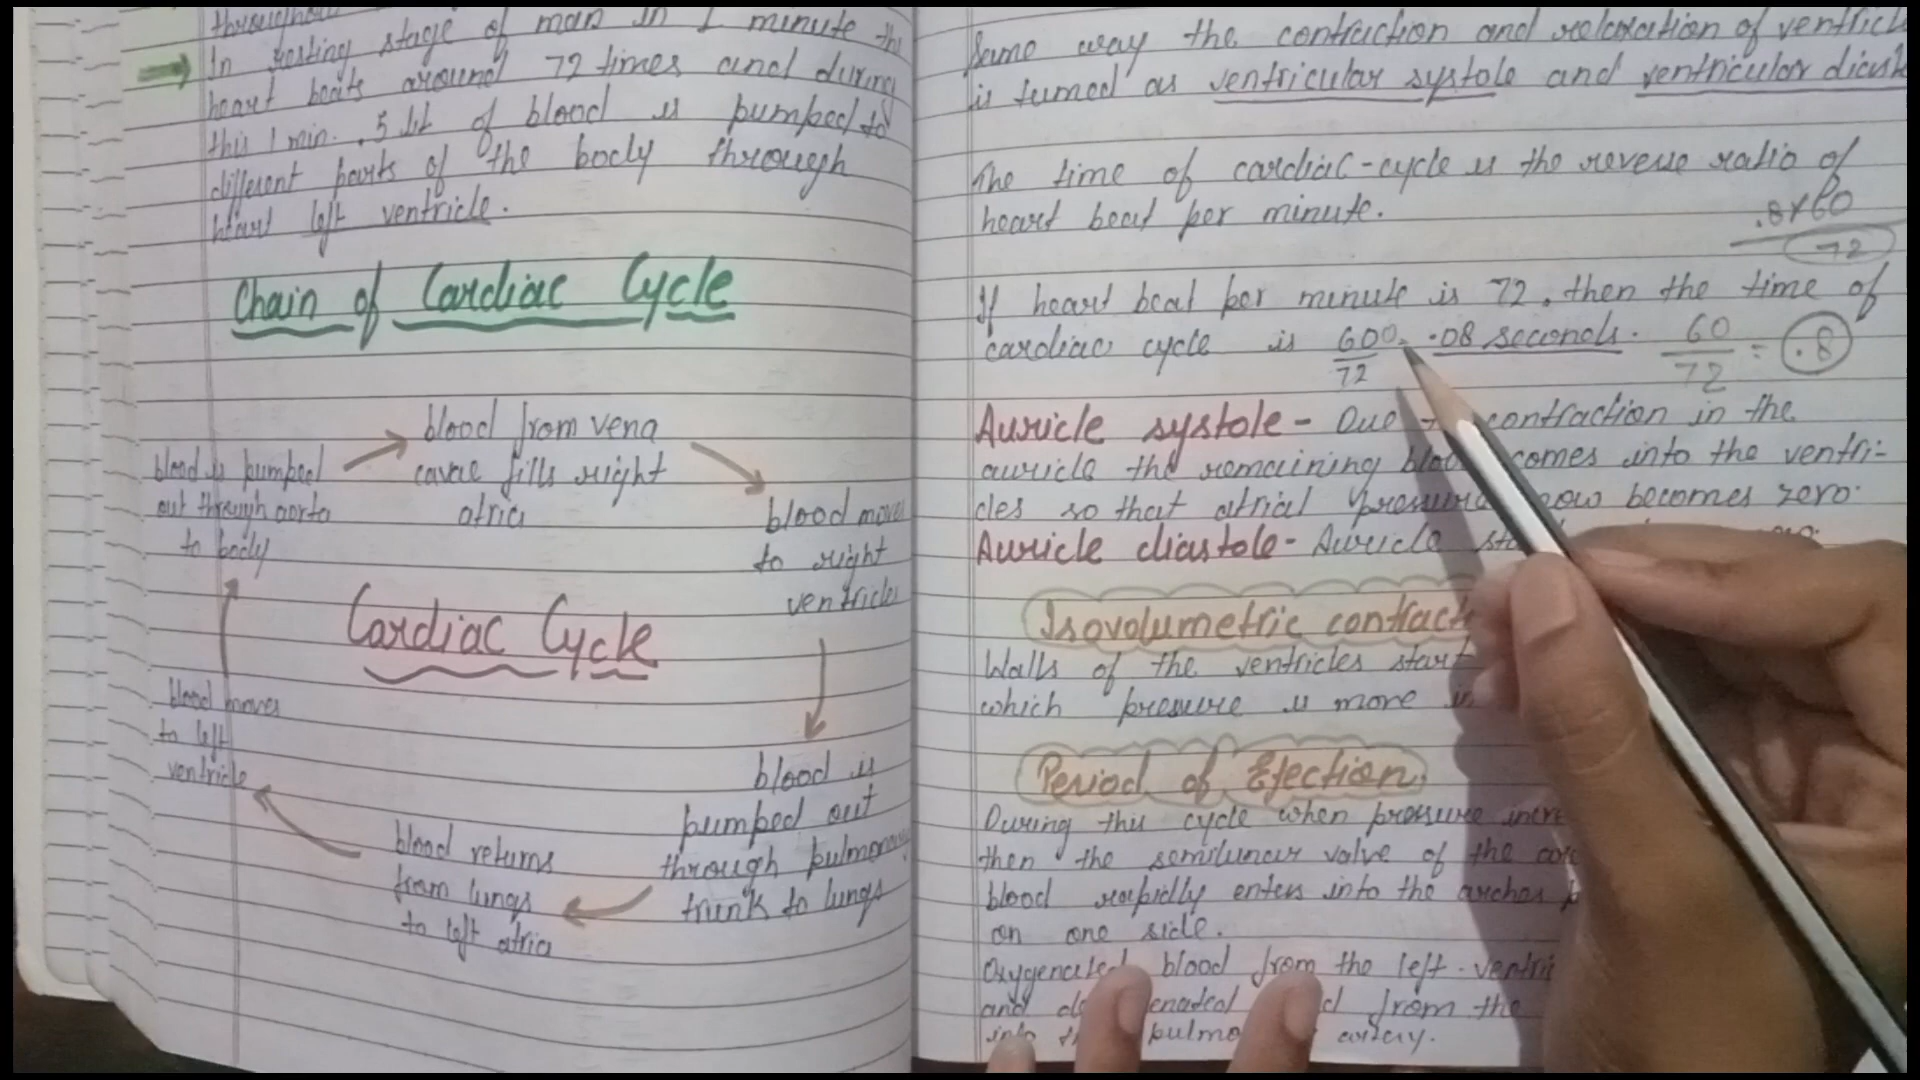 throughout
In resting stage of man in 1 minute the
heart beats around 72 times and during
this 1 min. .5 lit of blood is pumped to
different parts of the body through
heart left ventricle.
Chain of Cardiac Cycle
blood from vena
cavae fills right
atria
blood moves
to right
ventricles
blood is
pumped out
through pulmonary
trunk to lungs
blood returns
from lungs
to left atria
blood moves
to left
ventricle
blood is pumped
out through aorta
to body
Cardiac Cycle
Same way the contraction and relaxation of ventricle
is turned as ventricular systole and ventricular
The time of cardiac-cycle is the reverse ratio of
heart beat per minute.
.8×60
72
If heart beat per minute is 72, then the time of
cardiac cycle is 600/72 = .08 seconds. 60/72 = .8
Auricle systole - Due contraction in the
auricle the remaining blood comes into the ventri-
cles so that atrial pressure now becomes zero.
Auricle diastole - Auricle
Isovolumetric contract
Walls of the ventricles start
which pressure is more in
Period of Ejection
During this cycle when pressure incre
then the semilunar valve of the
blood rapidly enters into the arches
on one side.
Oxygenated blood from the left-ventri
and enated from the
into pulmo artery.